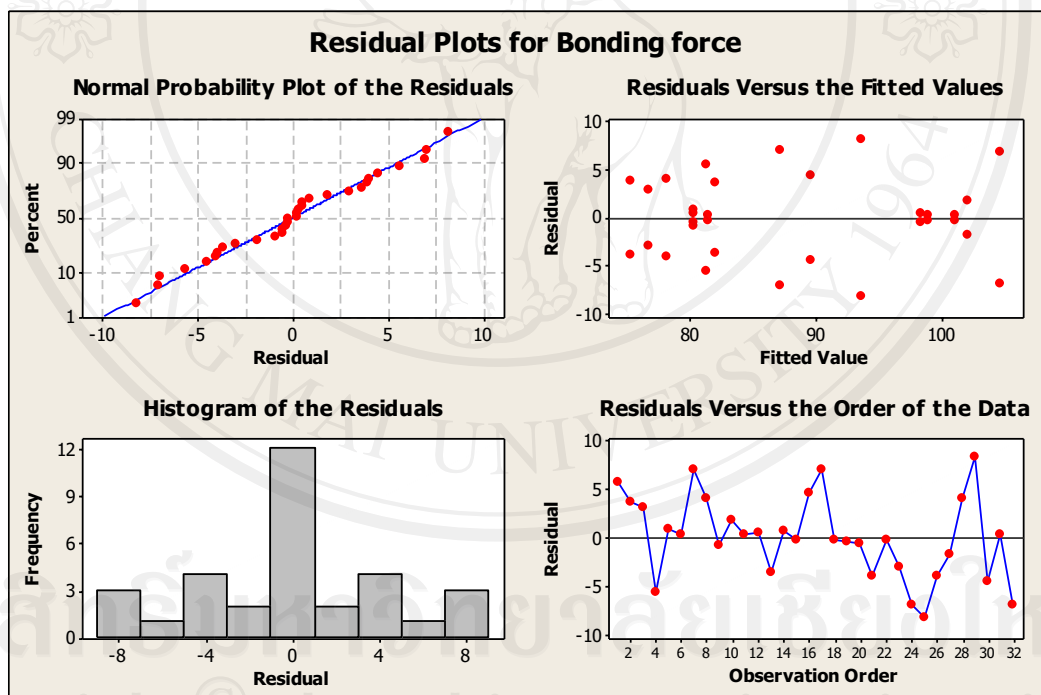 Residual Plots for Bonding force
Normal Probability Plot of the Residuals
99
90
50
10
1
Percent
-10
-5
0
5
10
Residual
Residuals Versus the Fitted Values
10
5
0
-5
-10
Residual
80
90
100
Fitted Value
Histogram of the Residuals
12
9
6
3
0
Frequency
-8
-4
0
4
8
Residual
Residuals Versus the Order of the Data
10
5
0
-5
-10
Residual
2 4 6 8 10 12 14 16 18 20 22 24 26 28 30 32
Observation Order
CHIANG MAI UNIVERSITY 1964